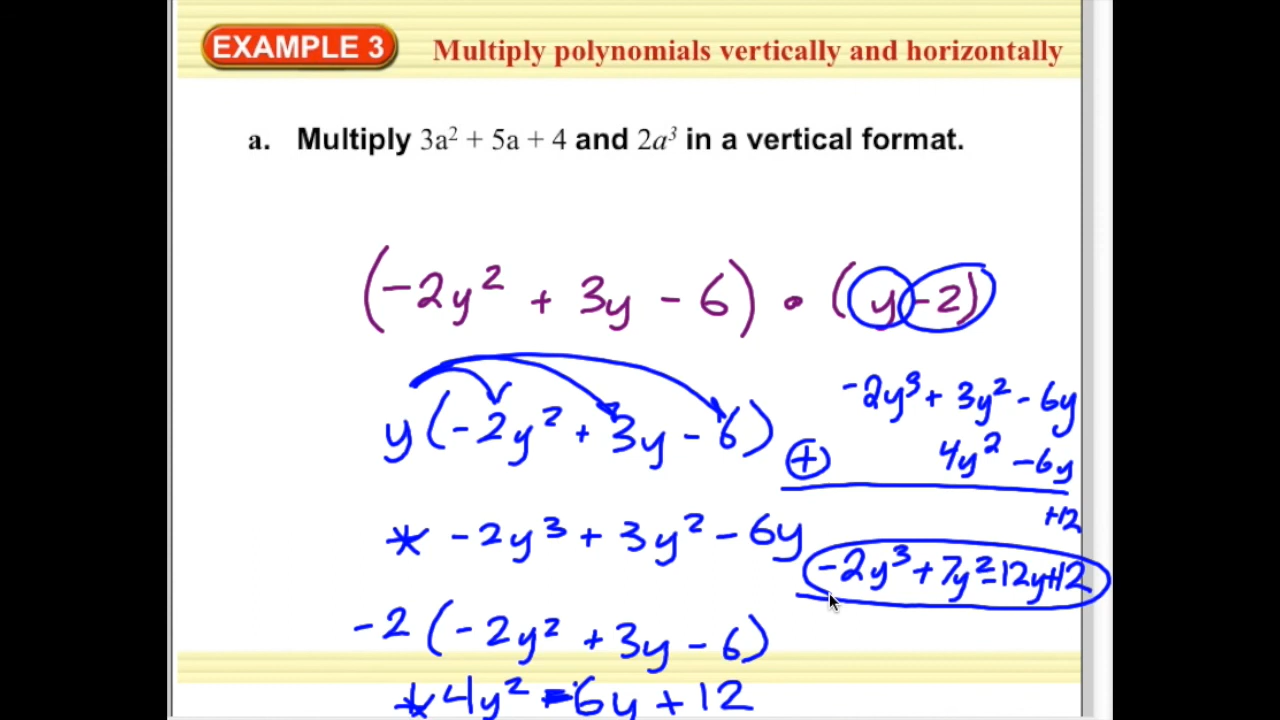 EXAMPLE 3 Multiply polynomials vertically and horizontally
a. Multiply 3a² + 5a + 4 and 2a³ in a vertical format.
(-2y² + 3y - 6) • (y-2)
y(-2y² + 3y - 6)
* -2y³ + 3y² - 6y
-2(-2y² + 3y - 6)
* 4y² - 6y + 12
-2y³ + 3y² - 6y
+ 4y² - 6y
+12
-2y³ + 7y² - 12y + 12